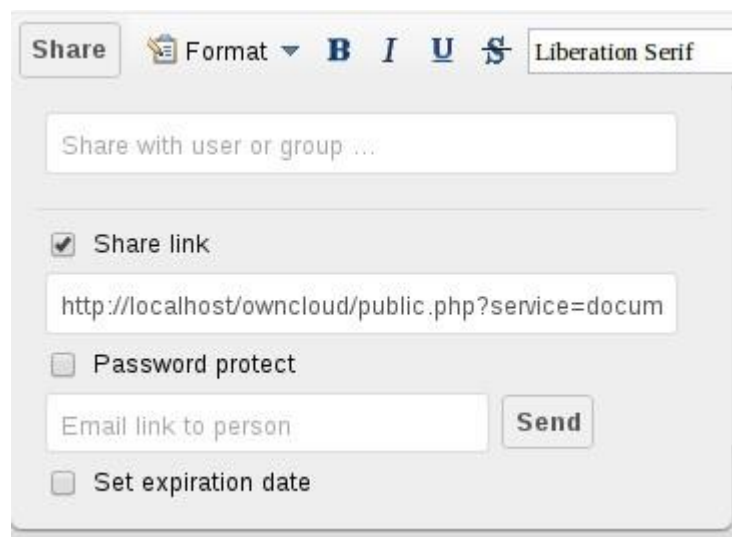 Share Format B I U S Liberation Serif
Share with user or group ...
Share link
http://localhost/owncloud/public.php?service=docum
Password protect
Email link to person Send
Set expiration date